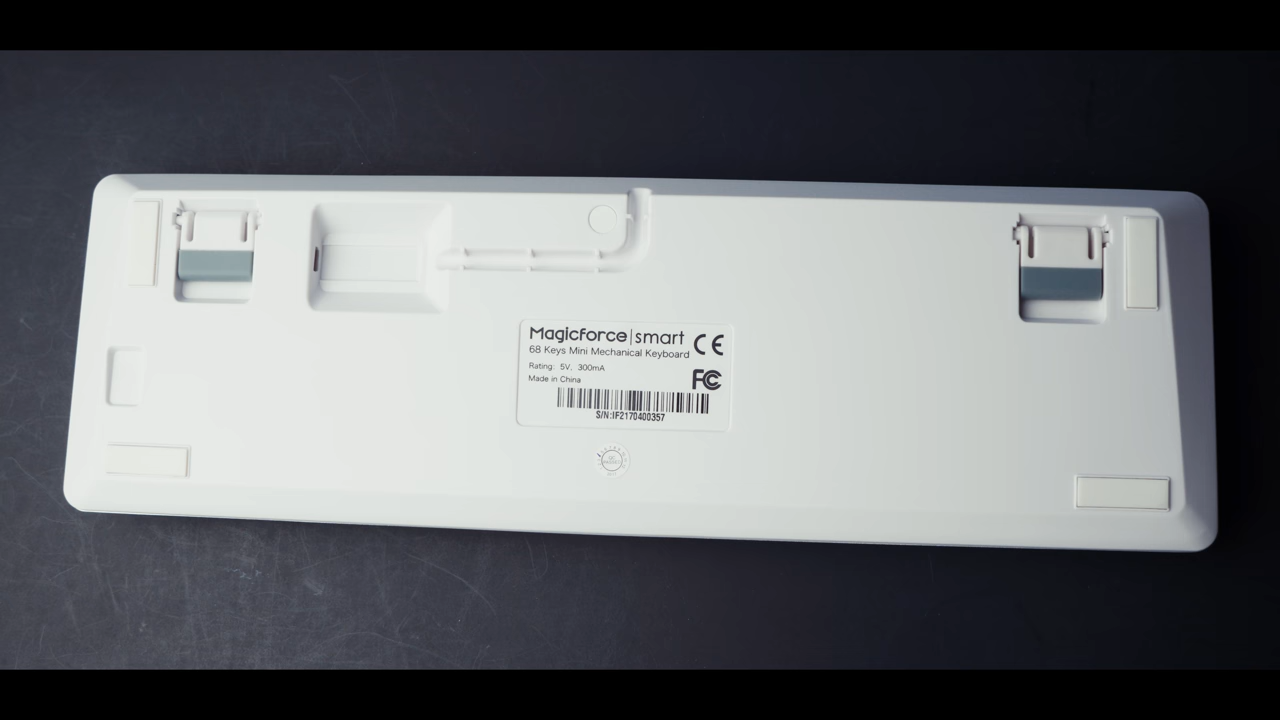 Magicforce|smart
68 Keys Mini Mechanical Keyboard
CE
Rating: 5V, 300mA
Made in China
FC
S/N:IF2170400357